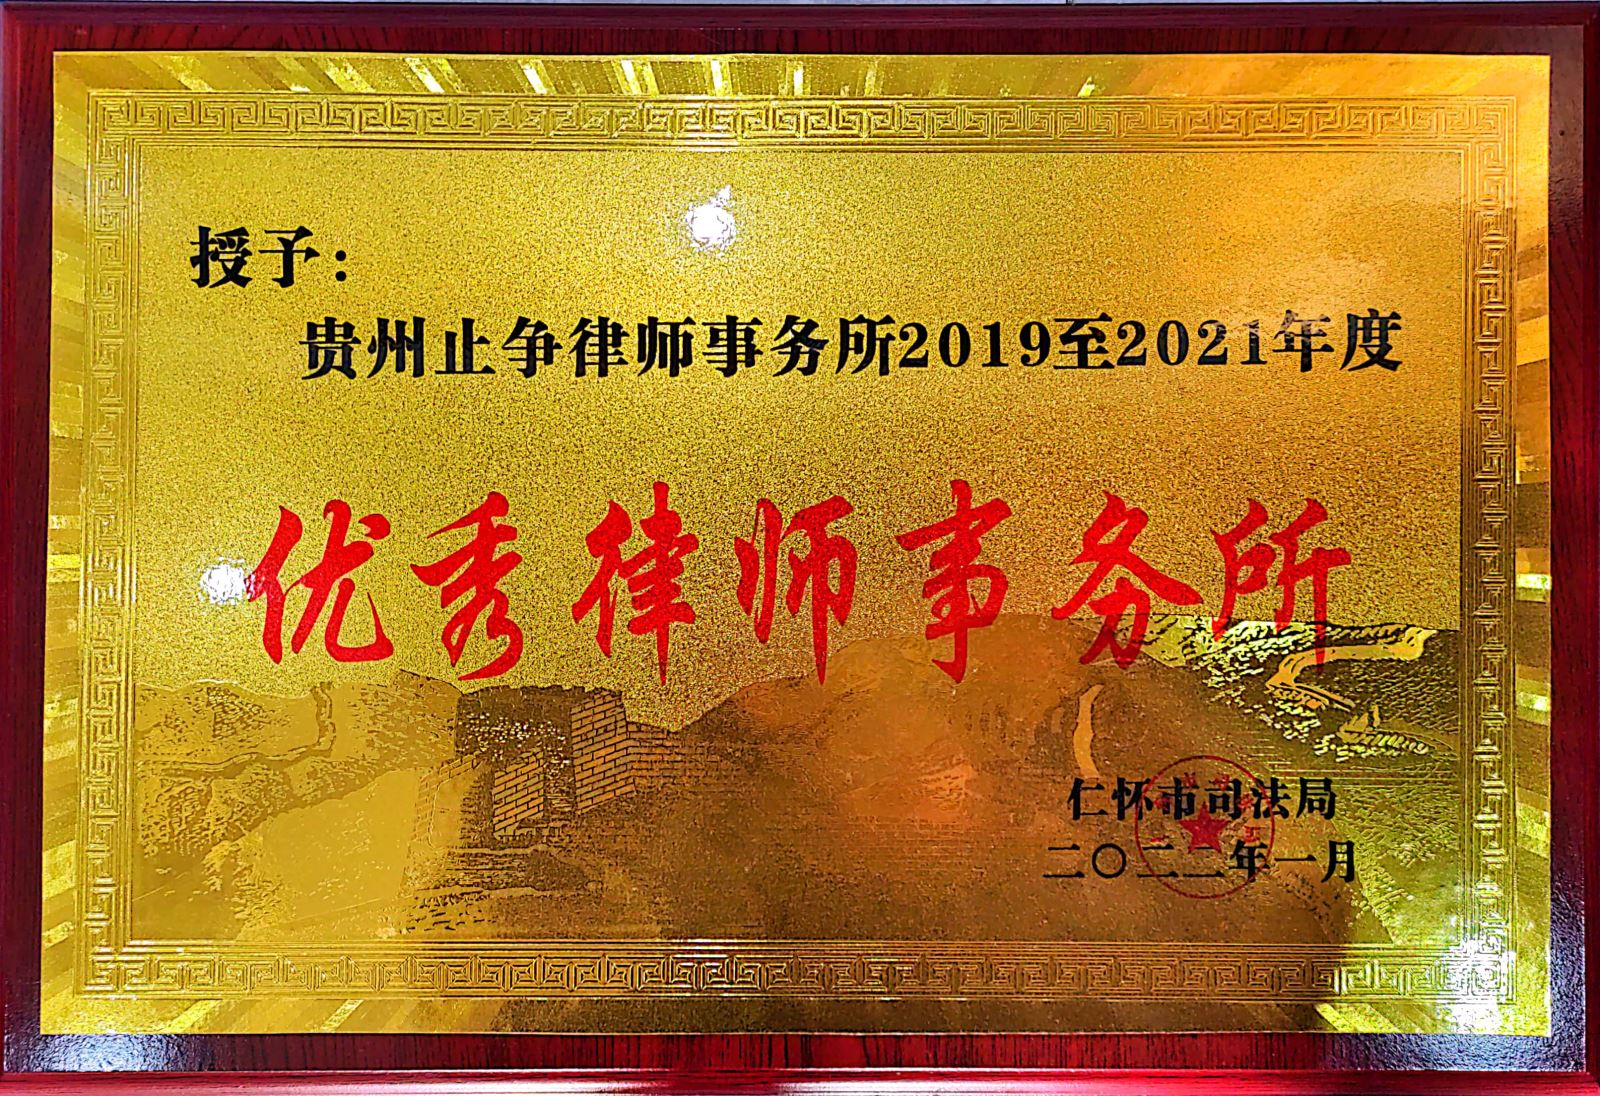 授予：
贵州止争律师事务所2019至2021年度
优秀律师事务所
仁怀市司法局
二〇二二年一月